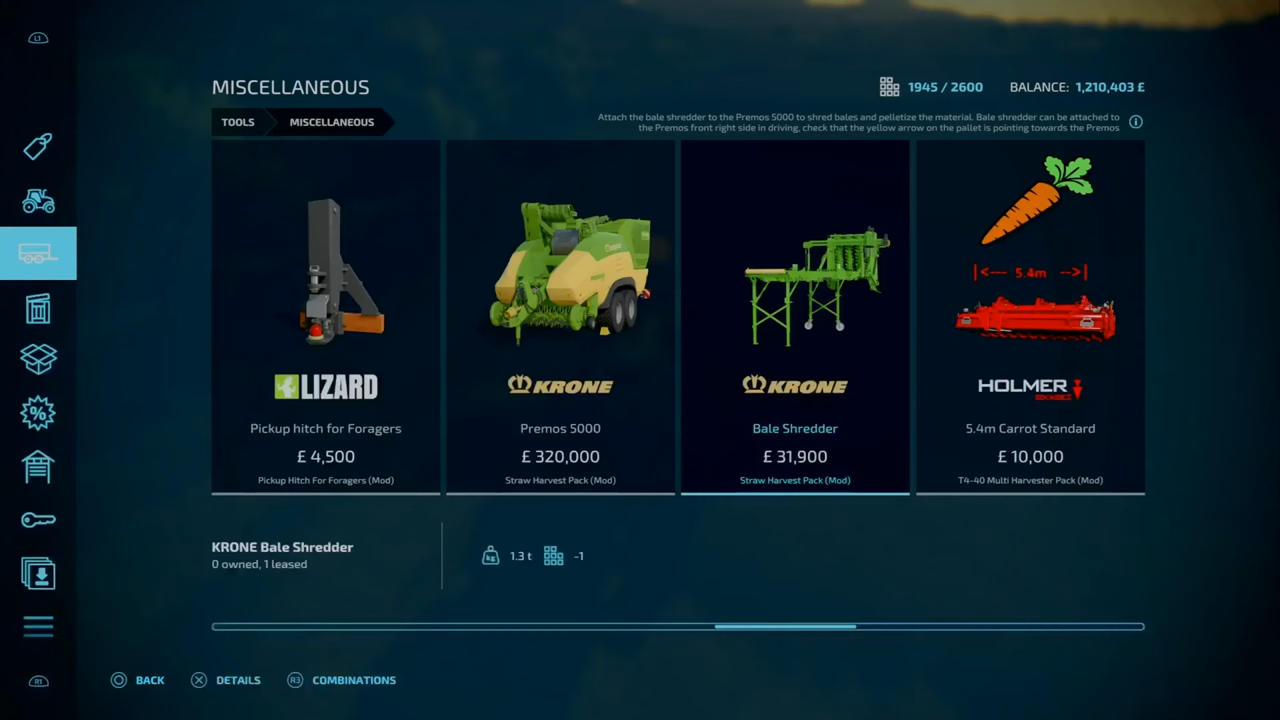 L1
MISCELLANEOUS
1945 / 2600
BALANCE: 1,210,403 £
TOOLS
MISCELLANEOUS
Attach the bale shredder to the Premos 5000 to shred bales and pelletize the material. Bale shredder can be attached to
the Premos front right side in driving, check that the yellow arrow on the pallet is pointing towards the Premos
<--- 5.4m -->
LIZARD
KRONE
KRONE
HOLMER
Pickup hitch for Foragers
Premos 5000
Bale Shredder
5.4m Carrot Standard
£ 4,500
£ 320,000
£ 31,900
£ 10,000
Pickup Hitch For Foragers (Mod)
Straw Harvest Pack (Mod)
Straw Harvest Pack (Mod)
T4-40 Multi Harvester Pack (Mod)
KRONE Bale Shredder
0 owned, 1 leased
kg
1.3 t
-1
R1
BACK
DETAILS
R3
COMBINATIONS